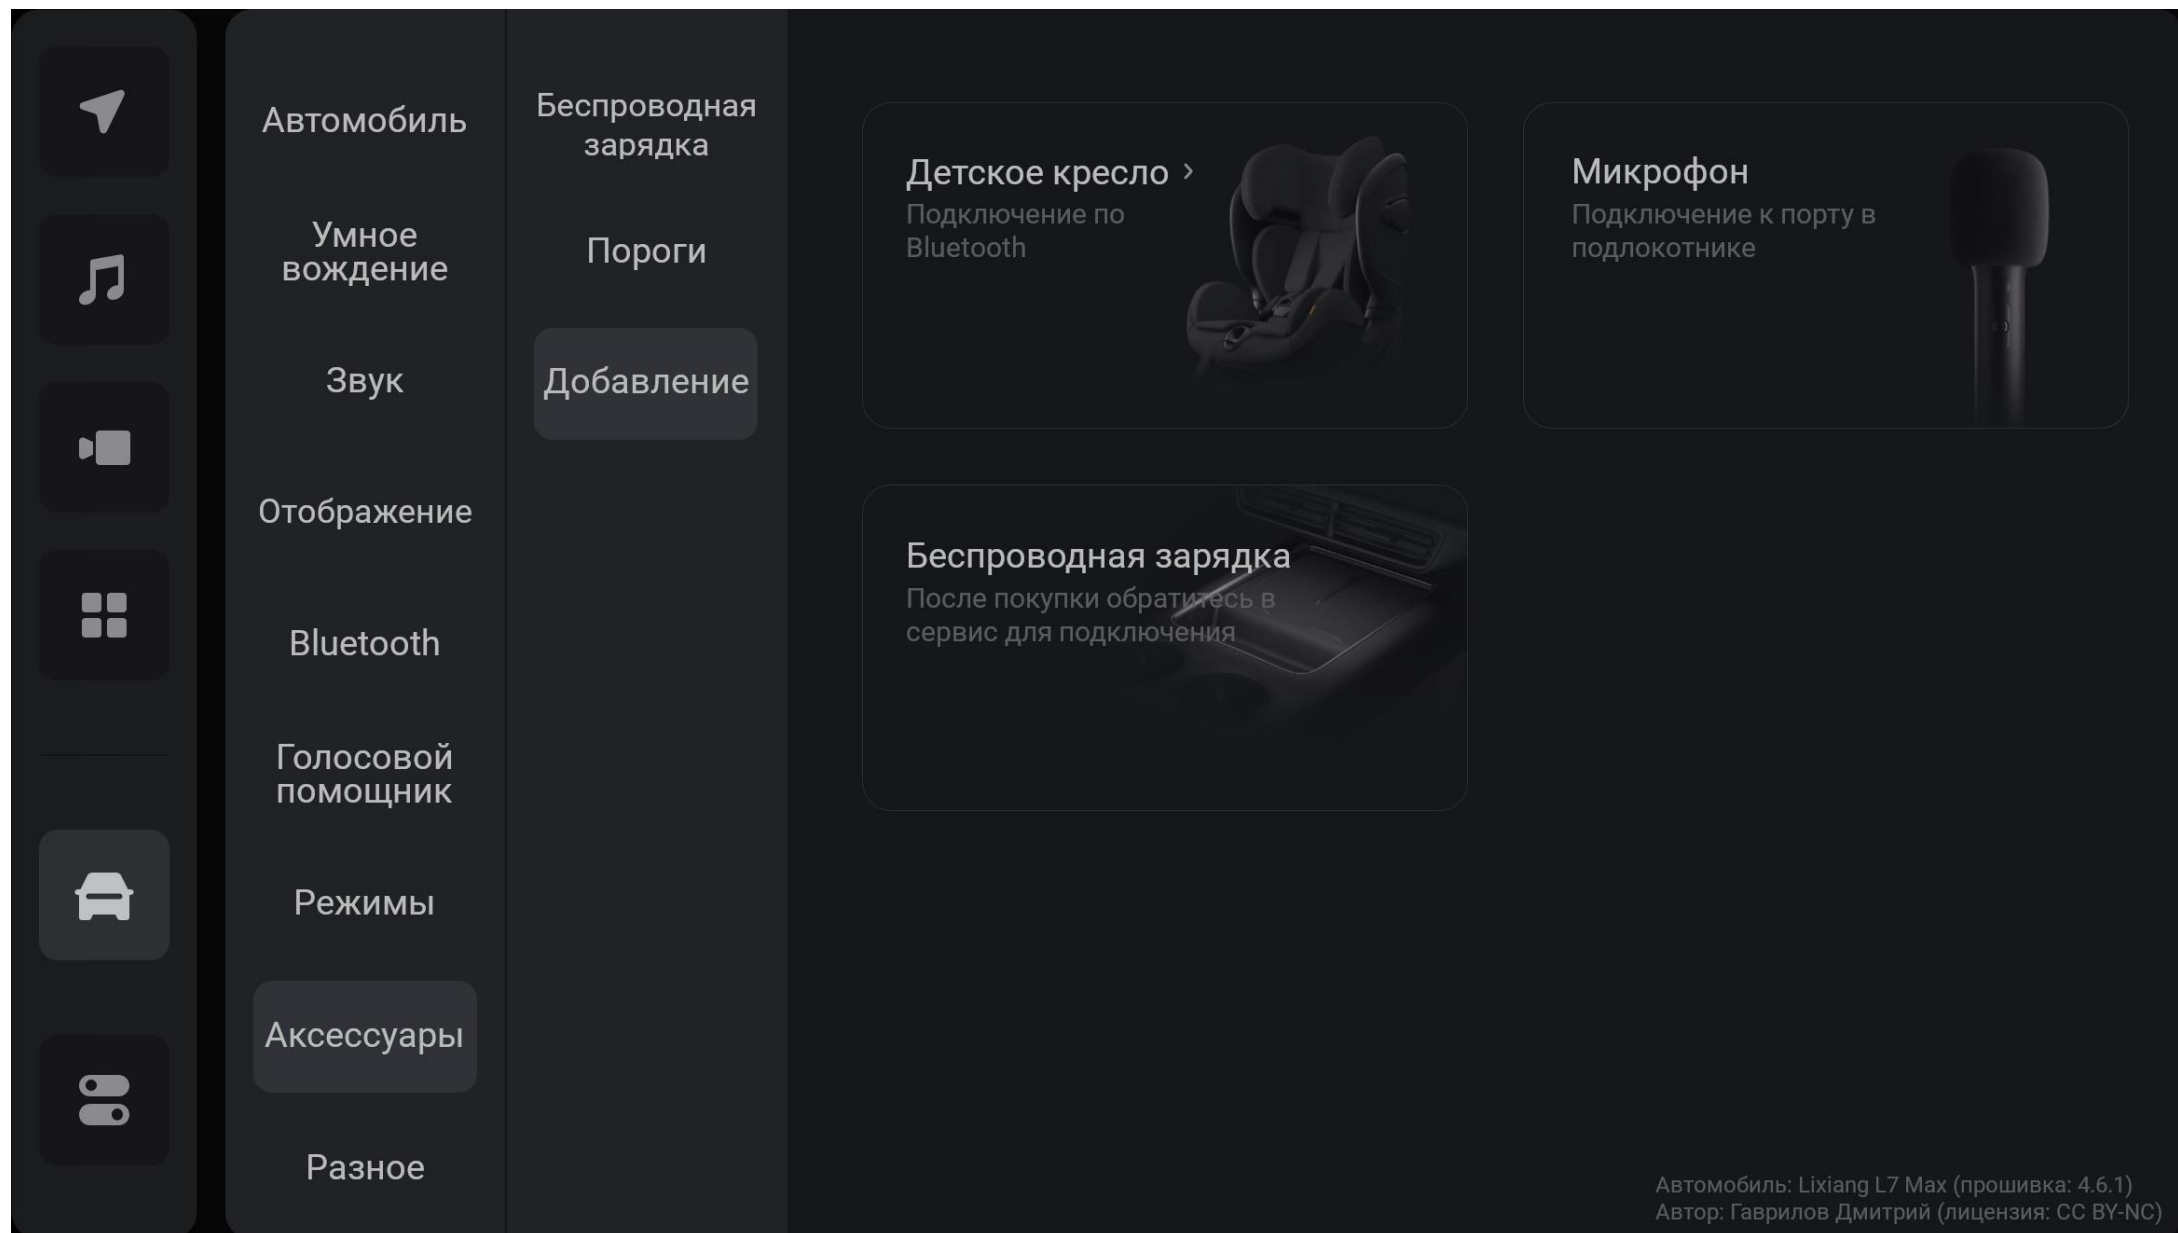 Автомобиль
Умное
вождение
Звук
Отображение
Bluetooth
Голосовой
помощник
Режимы
Аксессуары
Разное
Беспроводная
зарядка
Пороги
Добавление
Детское кресло
Подключение по
Bluetooth
Микрофон
Подключение к порту в
подлокотнике
Беспроводная зарядка
После покупки обратитесь в
сервис для подключения
Автомобиль: Lixiang L7 Max (прошивка: 4.6.1)
Автор: Гаврилов Дмитрий (лицензия: CC BY-NC)